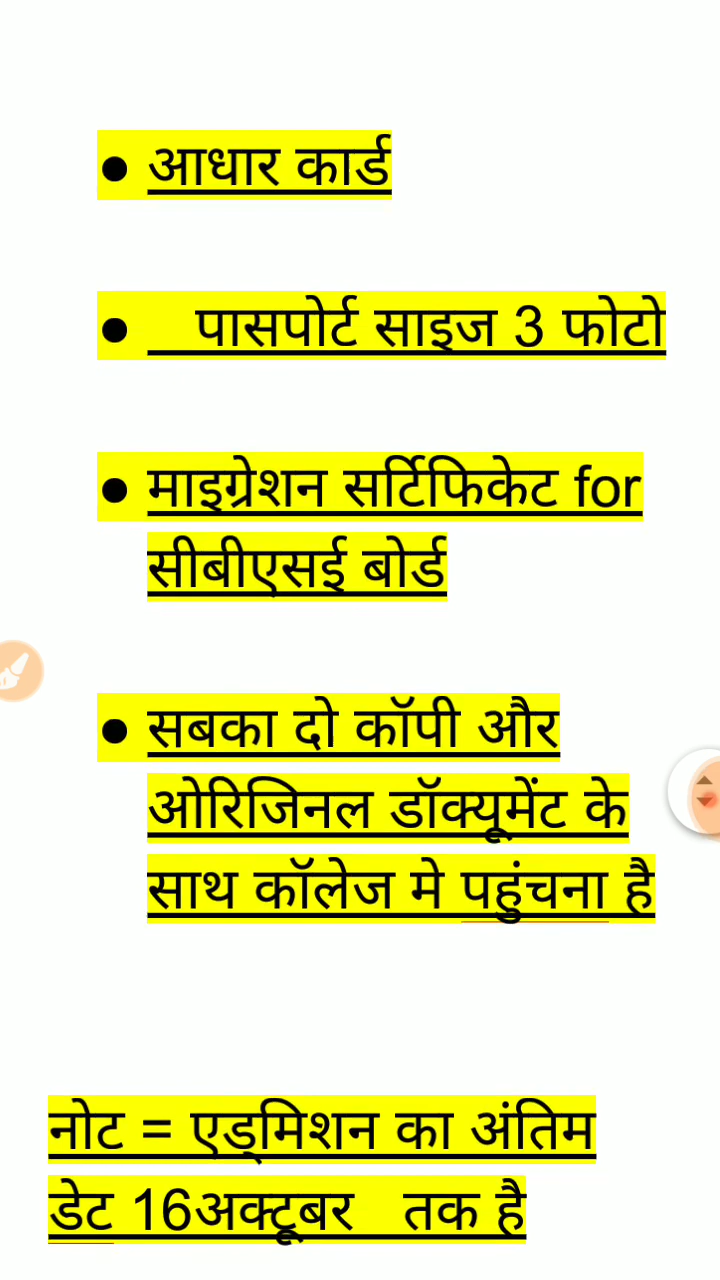 ● आधार कार्ड
● पासपोर्ट साइज 3 फोटो
● माइग्रेशन सर्टिफिकेट for
सीबीएसई बोर्ड
● सबका दो कॉपी और
ओरिजिनल डॉक्यूमेंट के
साथ कॉलेज मे पहुंचना है
नोट = एड्मिशन का अंतिम
डेट 16अक्टूबर तक है